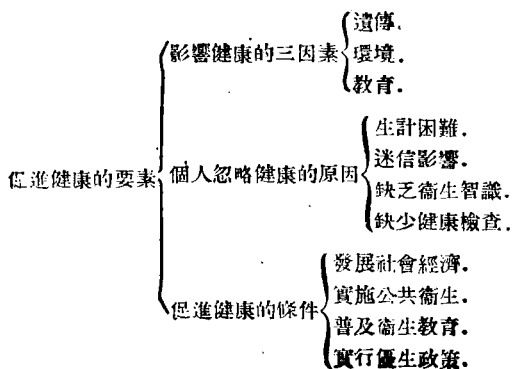 促進健康的要素
影響健康的三因素
遺傳．
環境．
教育．
個人忽略健康的原因
生計困難．
迷信影響．
缺乏衞生智識．
缺少健康檢查．
促進健康的條件
發展社會經濟．
實施公共衞生．
普及衞生教育．
實行優生政策．